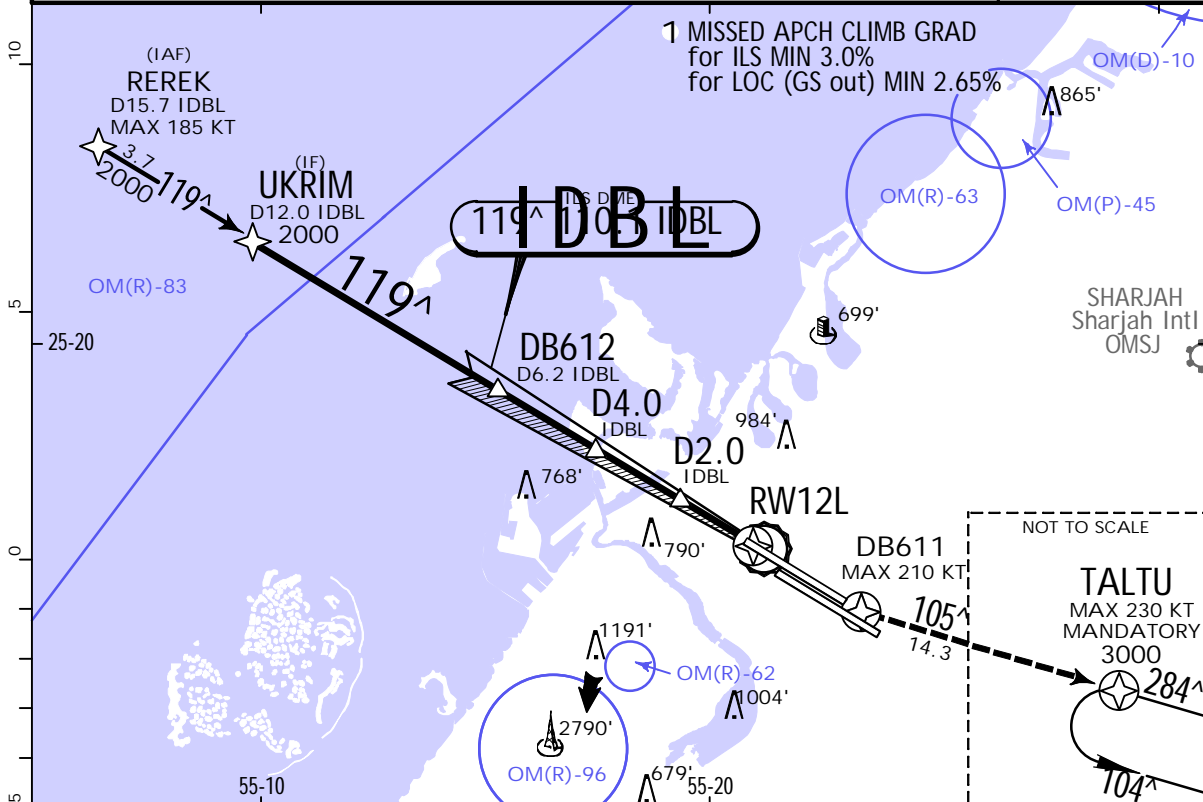 1 MISSED APCH CLIMB GRAD
for ILS MIN 3.0%
for LOC (GS out) MIN 2.65%
OM(D)-10
10
(IAF)
REREK
D15.7 IDBL
MAX 185 KT
3.7
2000
119^
(IF)
UKRIM
D12.0 IDBL
2000
865'
OM(R)-63
OM(P)-45
ILS DME
119^ 110.1 IDBL
IDBL
119^
OM(R)-83
5
25-20
699'
SHARJAH
Sharjah Intl
OMSJ
DB612
D6.2 IDBL
D4.0
IDBL
984'
D2.0
IDBL
768'
RW12L
790'
0
NOT TO SCALE
DB611
MAX 210 KT
105^
14.3
TALTU
MAX 230 KT
MANDATORY
3000
284^
104^
1191'
OM(R)-62
1004'
2790'
OM(R)-96
679'
55-10
55-20
5